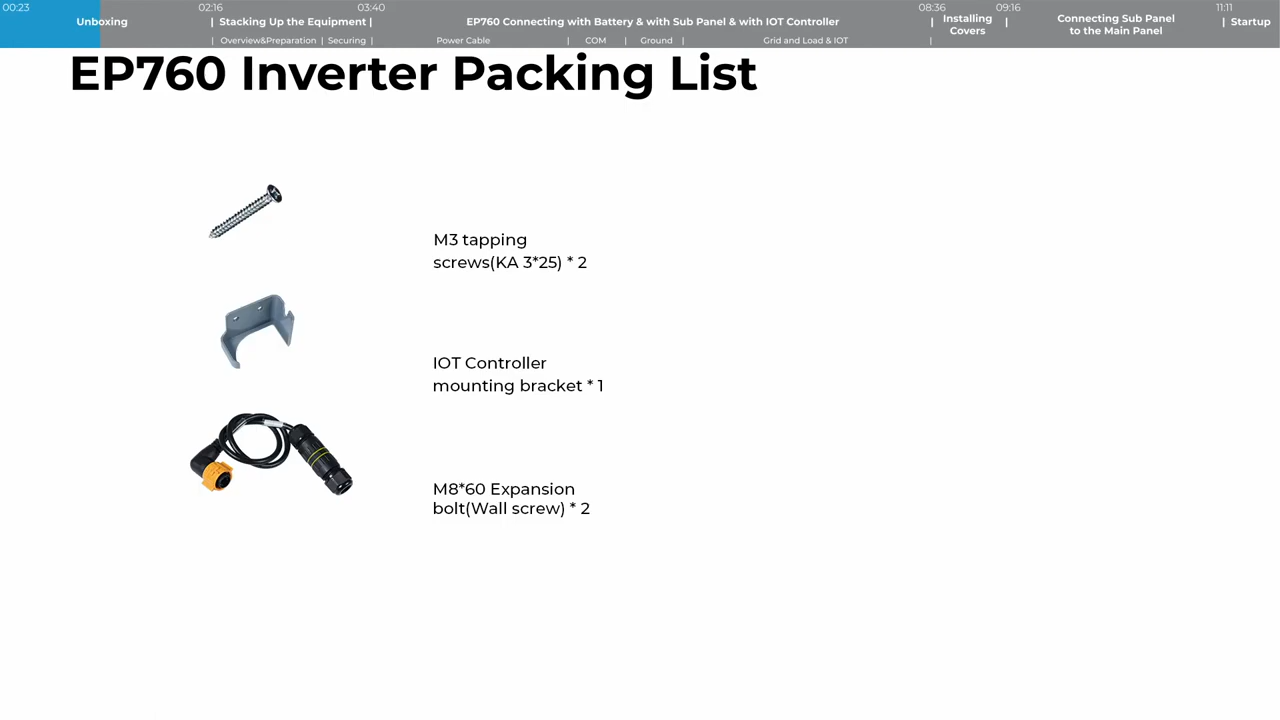 00:23 02:16 03:40 08:36 09:16 11:11
Unboxing | Stacking Up the Equipment | EP760 Connecting with Battery & with Sub Panel & with IOT Controller | Installing Covers | Connecting Sub Panel to the Main Panel | Startup
| Overview&Preparation | Securing | Power Cable | COM | Ground | Grid and Load & IOT |
EP760 Inverter Packing List
M3 tapping
screws(KA 3*25) * 2
IOT Controller
mounting bracket * 1
M8*60 Expansion
bolt(Wall screw) * 2